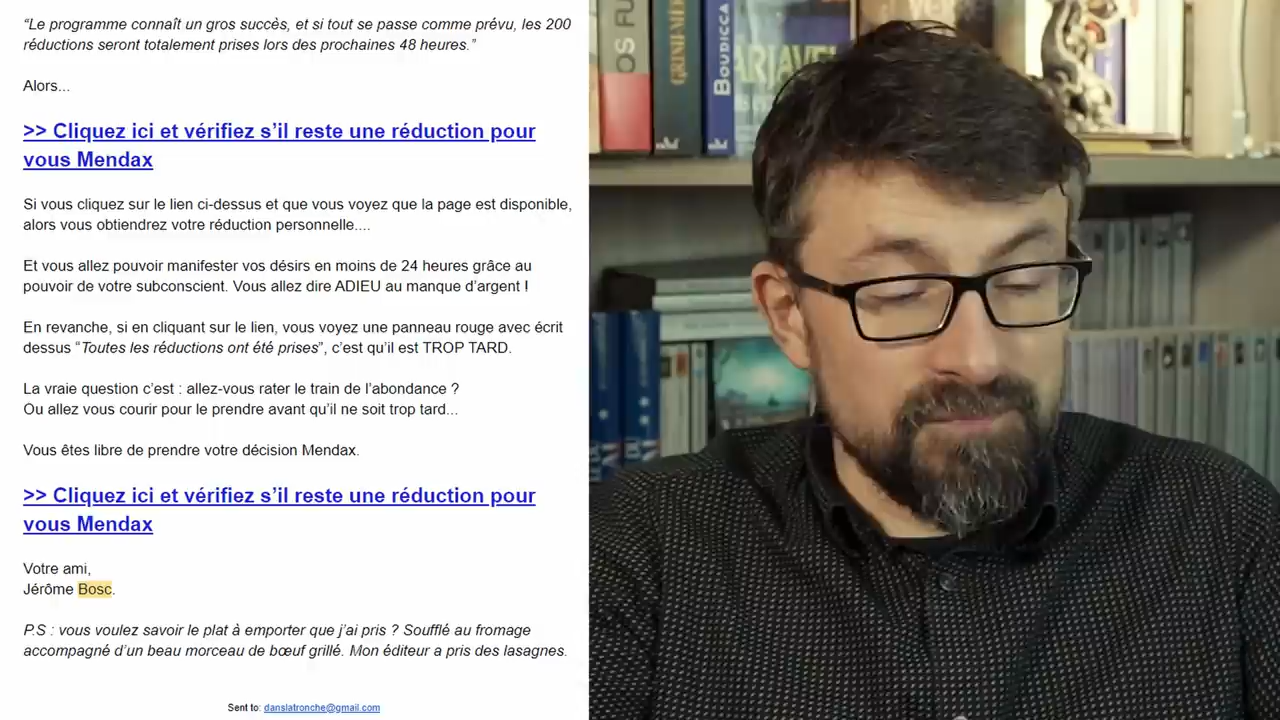 “Le programme connaît un gros succès, et si tout se passe comme prévu, les 200
réductions seront totalement prises lors des prochaines 48 heures.”
Alors...
>> Cliquez ici et vérifiez s’il reste une réduction pour
vous Mendax
Si vous cliquez sur le lien ci-dessus et que vous voyez que la page est disponible,
alors vous obtiendrez votre réduction personnelle....
Et vous allez pouvoir manifester vos désirs en moins de 24 heures grâce au
pouvoir de votre subconscient. Vous allez dire ADIEU au manque d’argent !
En revanche, si en cliquant sur le lien, vous voyez une panneau rouge avec écrit
dessus “Toutes les réductions ont été prises”, c’est qu’il est TROP TARD.
La vraie question c’est : allez-vous rater le train de l’abondance ?
Ou allez vous courir pour le prendre avant qu’il ne soit trop tard...
Vous êtes libre de prendre votre décision Mendax.
>> Cliquez ici et vérifiez s’il reste une réduction pour
vous Mendax
Votre ami,
Jérôme Bosc.
P.S : vous voulez savoir le plat à emporter que j’ai pris ? Soufflé au fromage
accompagné d’un beau morceau de bœuf grillé. Mon éditeur a pris des lasagnes.
Sent to: danslatronche@gmail.com
BOUDICCA